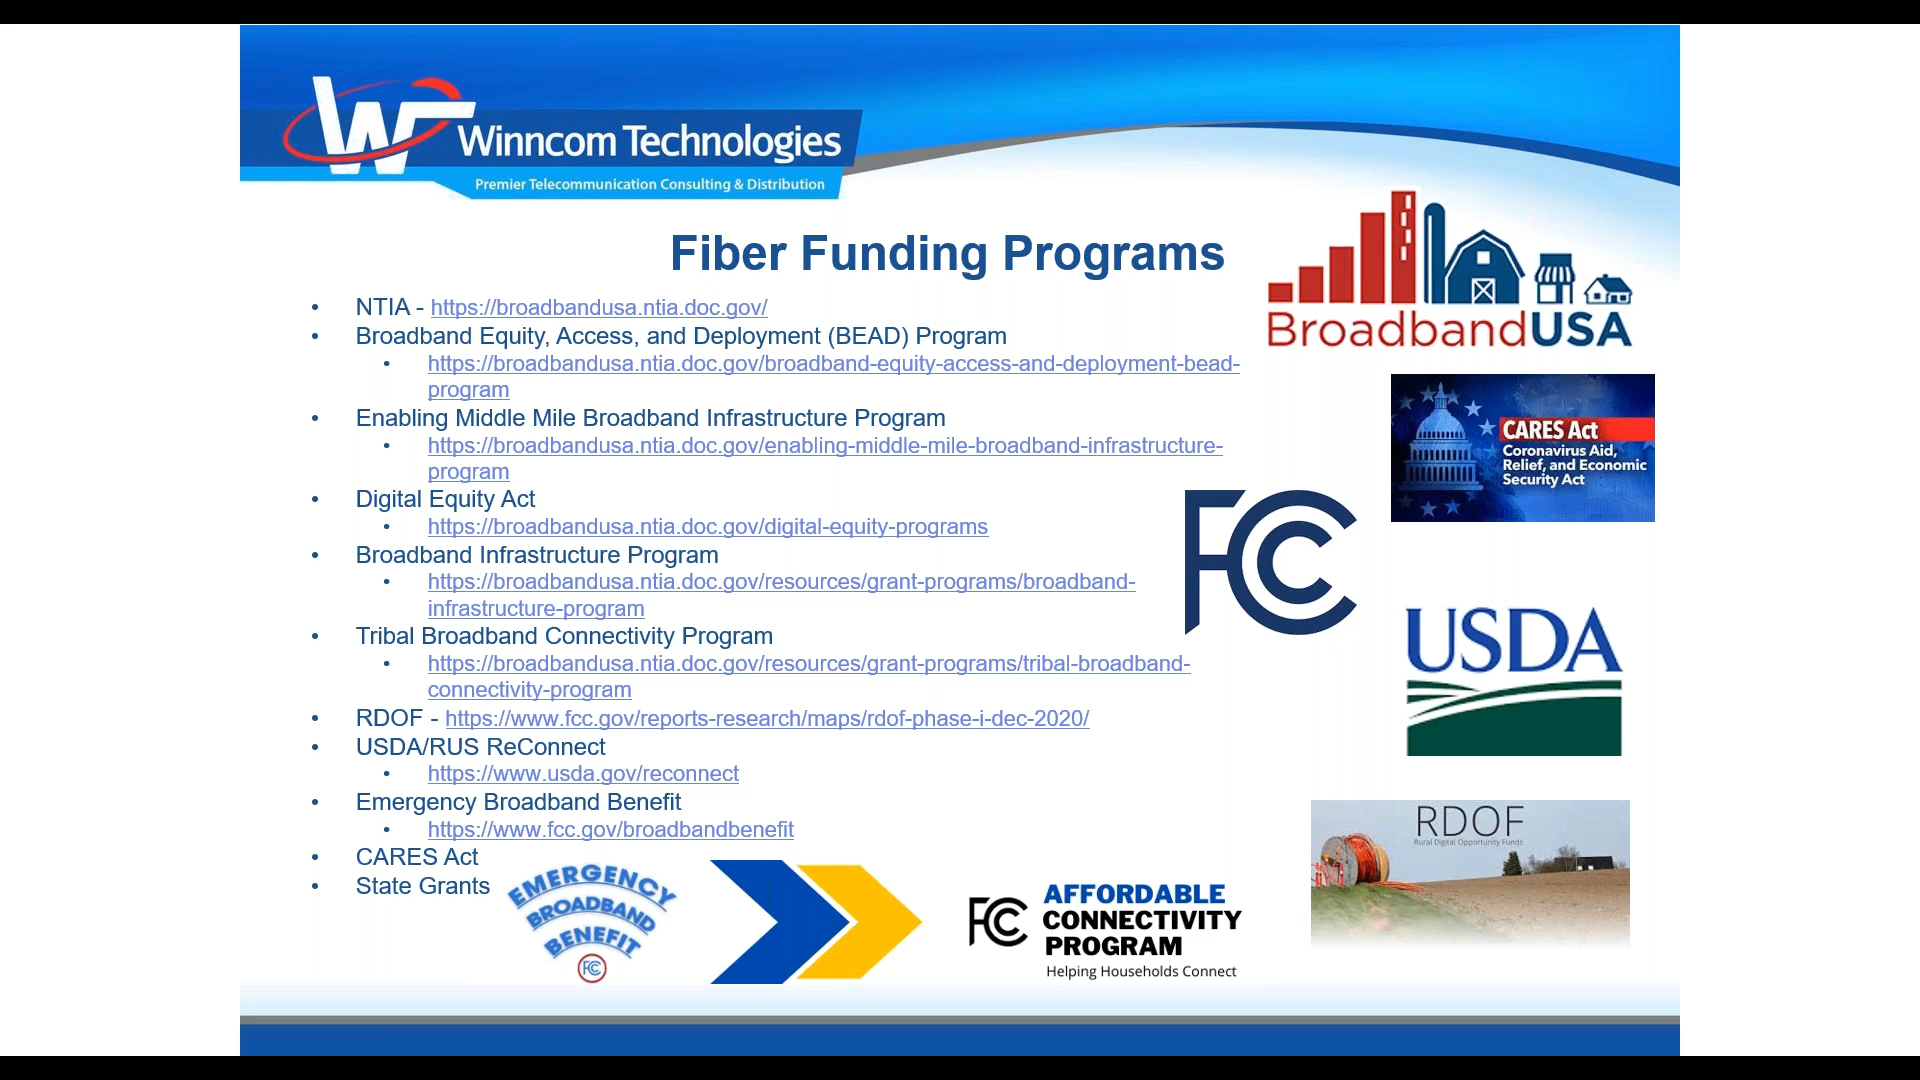 Winncom Technologies
Premier Telecommunication Consulting & Distribution
Fiber Funding Programs
• NTIA - https://broadbandusa.ntia.doc.gov/
• Broadband Equity, Access, and Deployment (BEAD) Program
• https://broadbandusa.ntia.doc.gov/broadband-equity-access-and-deployment-bead-
program
• Enabling Middle Mile Broadband Infrastructure Program
• https://broadbandusa.ntia.doc.gov/enabling-middle-mile-broadband-infrastructure-
program
• Digital Equity Act
• https://broadbandusa.ntia.doc.gov/digital-equity-programs
• Broadband Infrastructure Program
• https://broadbandusa.ntia.doc.gov/resources/grant-programs/broadband-
infrastructure-program
• Tribal Broadband Connectivity Program
• https://broadbandusa.ntia.doc.gov/resources/grant-programs/tribal-broadband-
connectivity-program
• RDOF - https://www.fcc.gov/reports-research/maps/rdof-phase-i-dec-2020/
• USDA/RUS ReConnect
• https://www.usda.gov/reconnect
• Emergency Broadband Benefit
• https://www.fcc.gov/broadbandbenefit
• CARES Act
• State Grants
BroadbandUSA
CARES Act
Coronavirus Aid,
Relief, and Economic
Security Act
FCC
USDA
RDOF
Rural Digital Opportunity Funds
EMERGENCY
BROADBAND
BENEFIT
FCC
FCC
AFFORDABLE
CONNECTIVITY
PROGRAM
Helping Households Connect